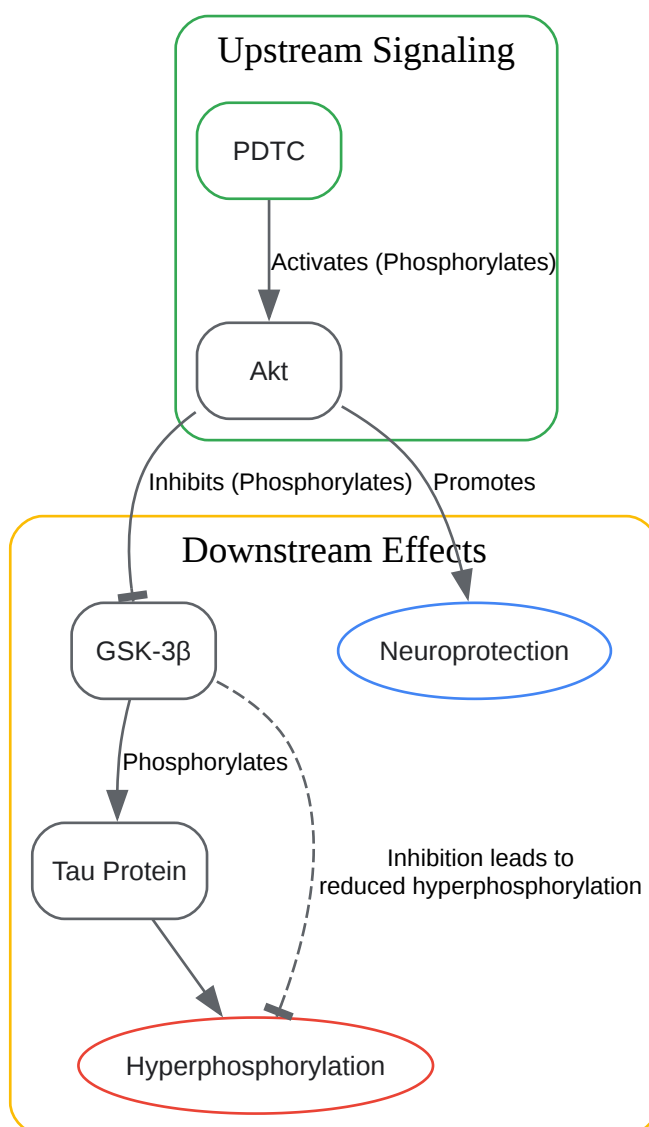 Upstream Signaling
PDTC
Activates (Phosphorylates)
Akt
Inhibits (Phosphorylates)
Promotes
Downstream Effects
GSK-3β
Neuroprotection
Phosphorylates
Tau Protein
Inhibition leads to
reduced hyperphosphorylation
Hyperphosphorylation